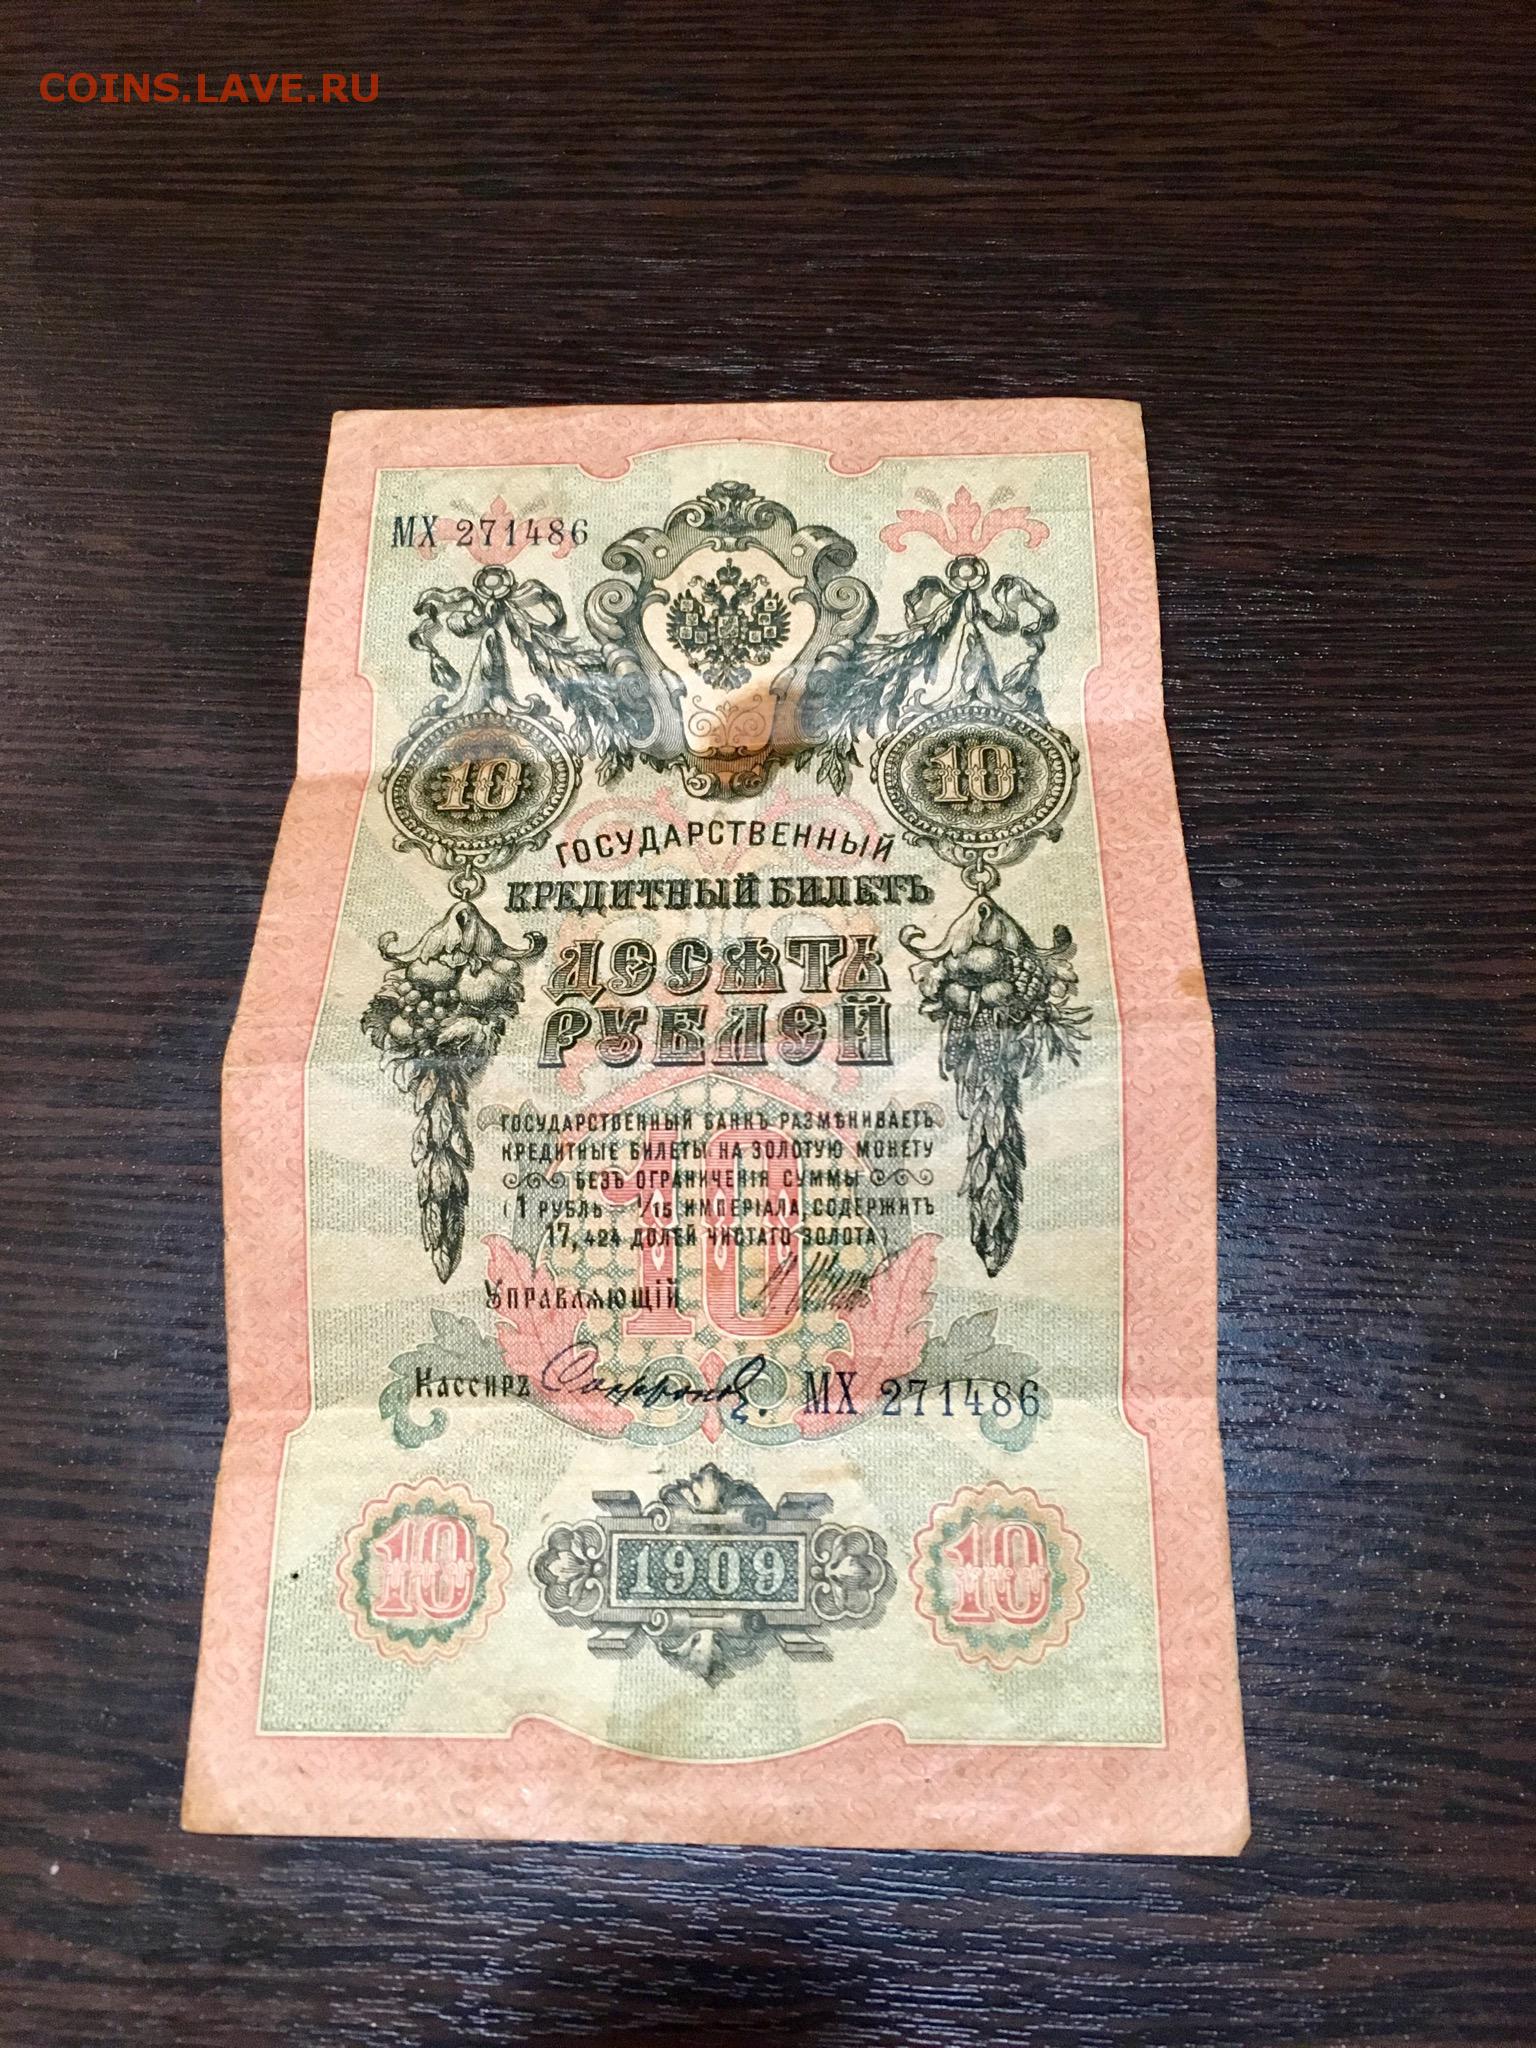 COINS.LAVE.RU
МХ 271486
10 10
ГОСУДАРСТВЕННЫЙ
КРЕДИТНЫЙ БИЛЕТЪ
ДЕСЯТЬ
РУБЛЕЙ
ГОСУДАРСТВЕННЫЙ БАНКЪ РАЗМѢНИВАЕТЪ
КРЕДИТНЫЕ БИЛЕТЫ НА ЗОЛОТУЮ МОНЕТУ
БЕЗЪ ОГРАНИЧЕНІЯ СУММЫ
(1 РУБЛЬ = 1/15 ИМПЕРІАЛА, СОДЕРЖИТЪ
17,424 ДОЛЕЙ ЧИСТАГО ЗОЛОТА)
10
УПРАВЛЯЮЩІЙ
Кассиръ Софроновъ. МХ 271486
10 1909 10